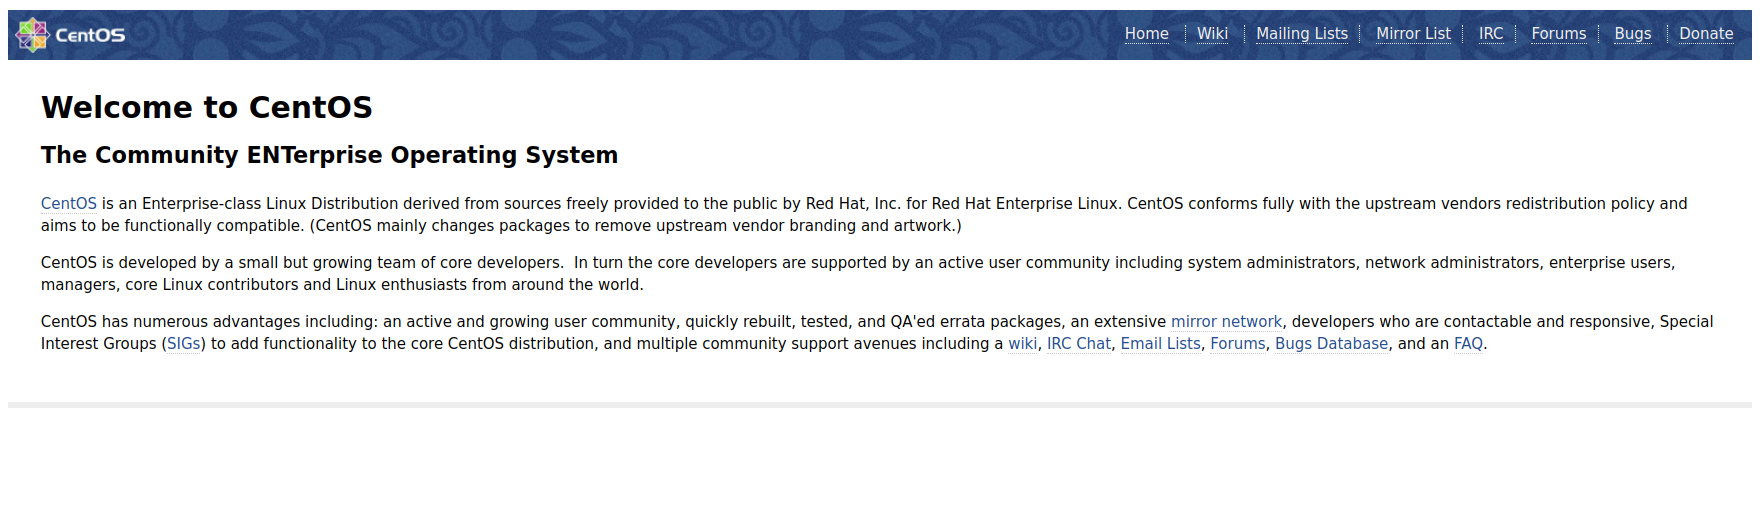 CentOS
Home Wiki Mailing Lists Mirror List IRC Forums Bugs Donate
Welcome to CentOS
The Community ENTerprise Operating System
CentOS is an Enterprise-class Linux Distribution derived from sources freely provided to the public by Red Hat, Inc. for Red Hat Enterprise Linux. CentOS conforms fully with the upstream vendors redistribution policy and
aims to be functionally compatible. (CentOS mainly changes packages to remove upstream vendor branding and artwork.)
CentOS is developed by a small but growing team of core developers.  In turn the core developers are supported by an active user community including system administrators, network administrators, enterprise users,
managers, core Linux contributors and Linux enthusiasts from around the world.
CentOS has numerous advantages including: an active and growing user community, quickly rebuilt, tested, and QA'ed errata packages, an extensive mirror network, developers who are contactable and responsive, Special
Interest Groups (SIGs) to add functionality to the core CentOS distribution, and multiple community support avenues including a wiki, IRC Chat, Email Lists, Forums, Bugs Database, and an FAQ.